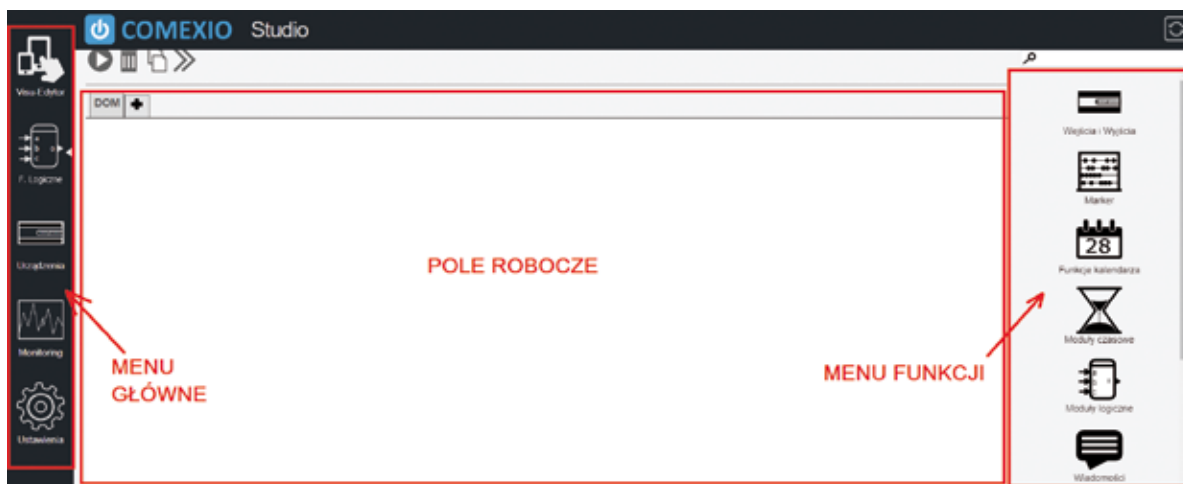 COMEXIO Studio
Visu-Edytor
F. Logiczne
Urządzenia
Monitoring
Ustawienia
DOM
POLE ROBOCZE
MENU
GŁÓWNE
MENU FUNKCJI
Wejścia i Wyjścia
Marker
28
Funkcje kalendarza
Moduły czasowe
Moduły logiczne
Wiadomości